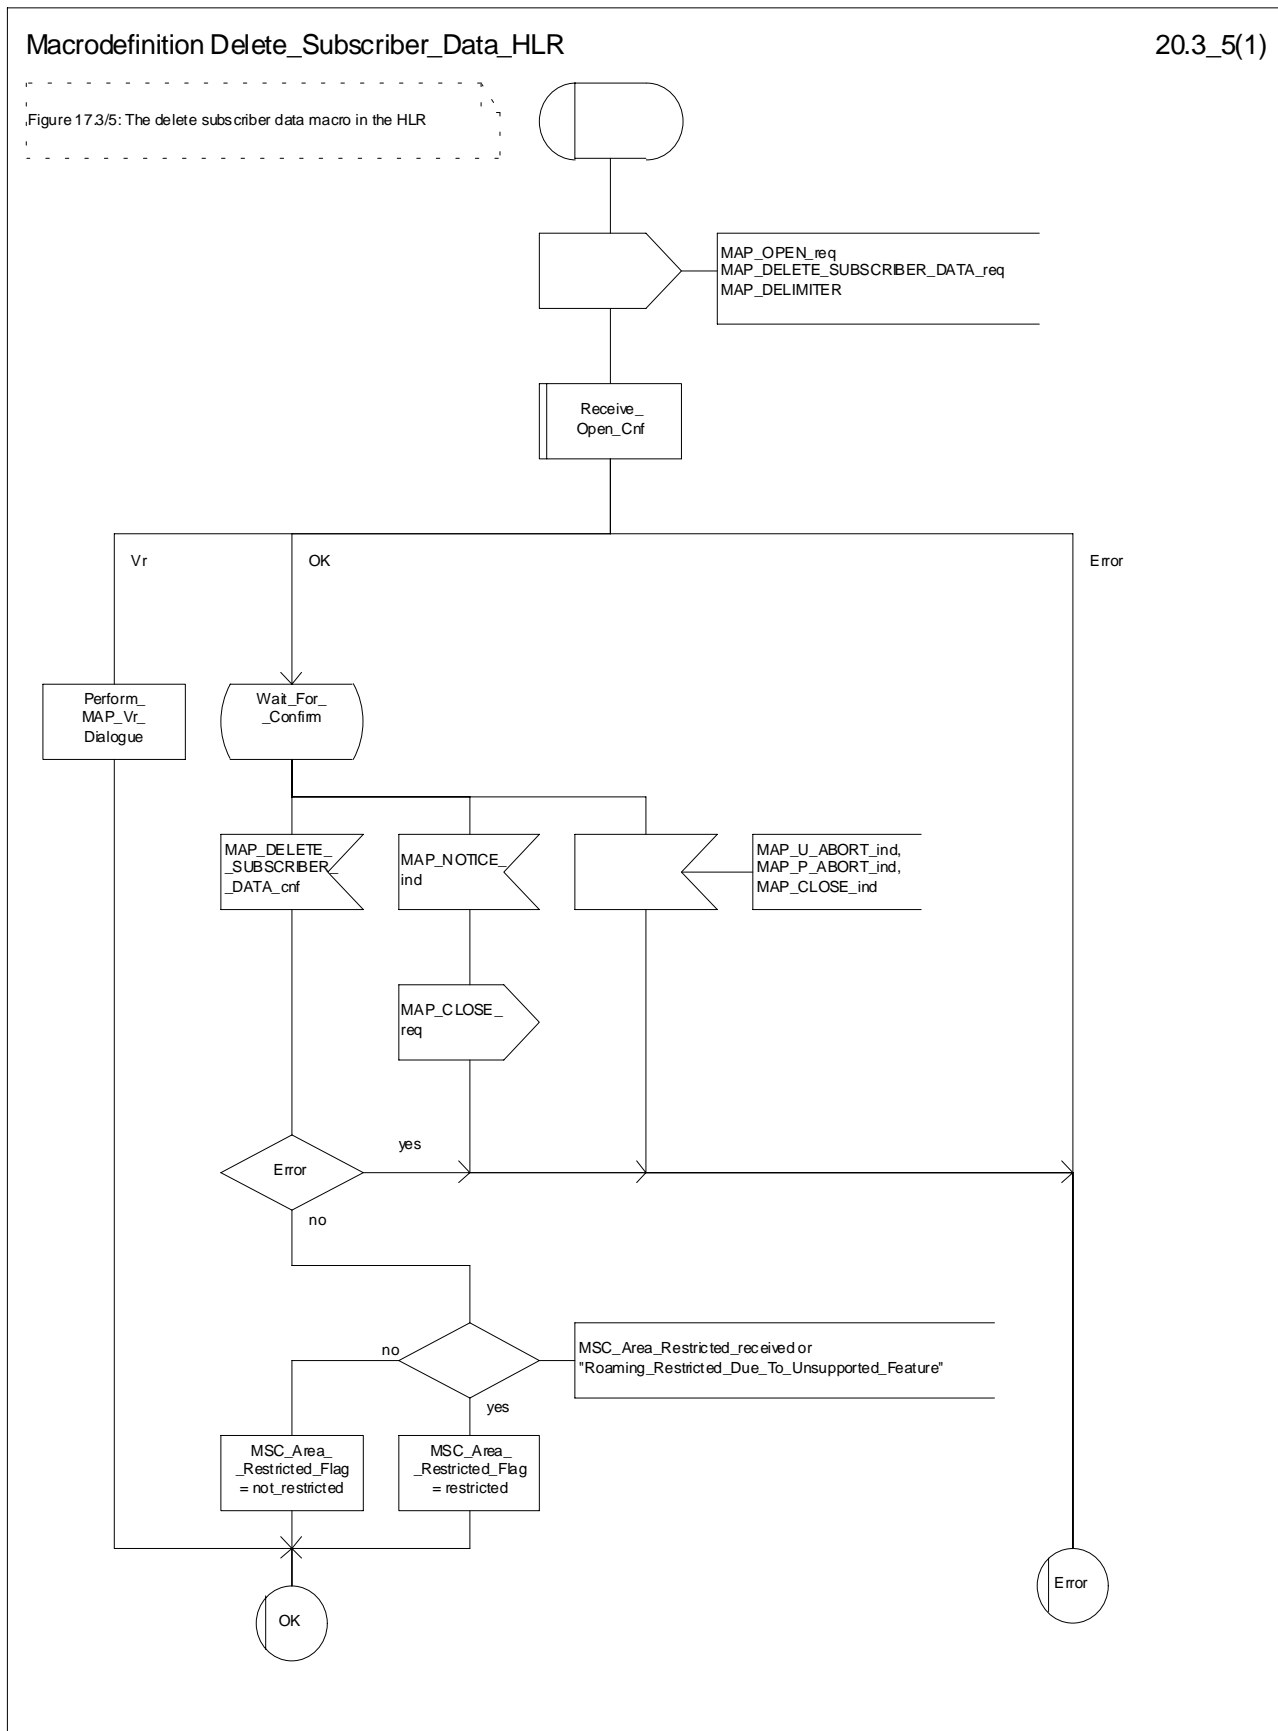 Macrodefinition Delete_Subscriber_Data_HLR
20.3_5(1)
Figure 17.3/5: The delete subscriber data macro in the HLR
MAP_OPEN_req
MAP_DELETE_SUBSCRIBER_DATA_req
MAP_DELIMITER
Receive_
Open_Cnf
Vr
OK
Error
Perform_
MAP_Vr_
Dialogue
Wait_For_
_Confirm
MAP_DELETE_
_SUBSCRIBER_
_DATA_cnf
MAP_NOTICE_
ind
MAP_U_ABORT_ind,
MAP_P_ABORT_ind,
MAP_CLOSE_ind
MAP_CLOSE_
req
Error
yes
no
no
MSC_Area_Restricted_received or
"Roaming_Restricted_Due_To_Unsupported_Feature"
yes
MSC_Area_
_Restricted_Flag
= not_restricted
MSC_Area_
_Restricted_Flag
= restricted
OK
Error